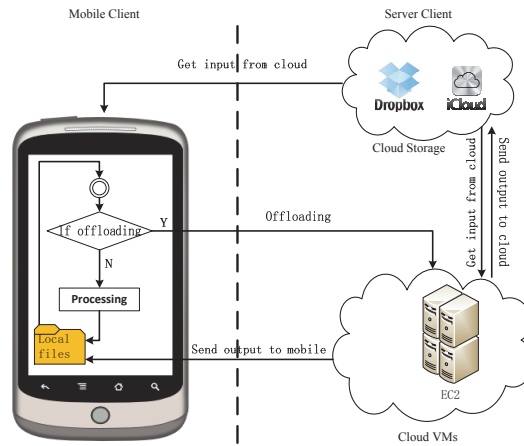 Mobile Client
Server Client
Get input from cloud
Dropbox
iCloud
Cloud Storage
Get input from cloud
Send output to cloud
If offloading
Y
Offloading
N
Processing
Local
files
Send output to mobile
EC2
Cloud VMs